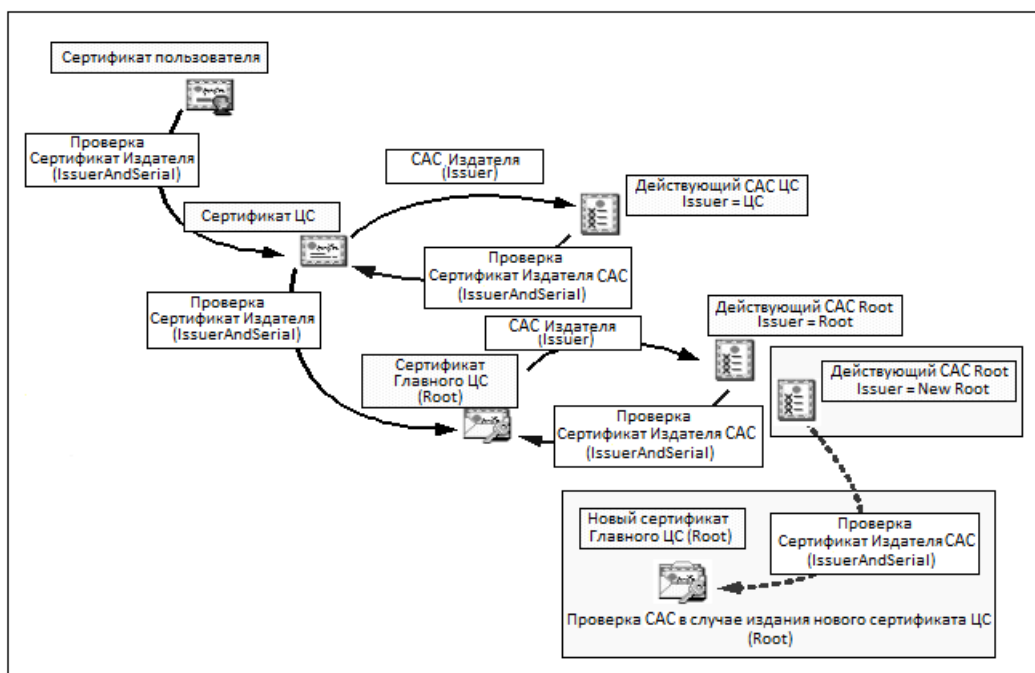 Сертификат пользователя
Проверка
Сертификат Издателя
(IssuerAndSerial)
САС Издателя
(Issuer)
Действующий САС ЦС
Issuer = ЦС
Сертификат ЦС
Проверка
Сертификат Издателя САС
(IssuerAndSerial)
Проверка
Сертификат Издателя
(IssuerAndSerial)
САС Издателя
(Issuer)
Действующий САС Root
Issuer = Root
Сертификат
Главного ЦС
(Root)
Действующий САС Root
Issuer = New Root
Проверка
Сертификат Издателя САС
(IssuerAndSerial)
Новый сертификат
Главного ЦС (Root)
Проверка
Сертификат Издателя САС
(IssuerAndSerial)
Проверка САС в случае издания нового сертификата ЦС
(Root)